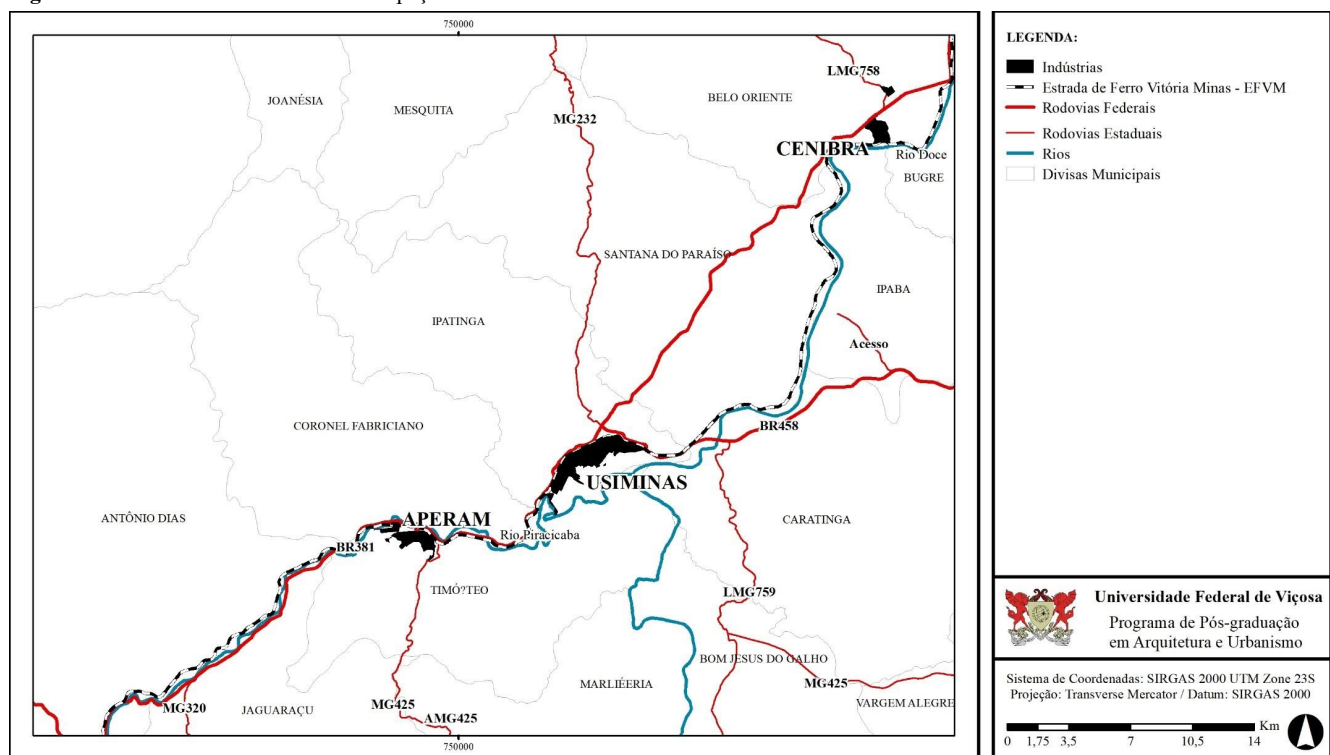 750000
JOANÉSIA
MESQUITA
MG232
BELO ORIENTE
LMG758
CENIBRA
Rio Doce
BUGRE
SANTANA DO PARAÍSO
IPABA
IPATINGA
Acesso
CORONEL FABRICIANO
BR458
USIMINAS
ANTÔNIO DIAS
APERAM
Rio Piracicaba
CARATINGA
BR381
TIMÓ?TEO
LMG759
BOM JESUS DO GALHO
MARLIÉERIA
MG425
MG320
JAGUARAÇU
MG425
AMG425
VARGEM ALEGRE
750000
LEGENDA:
Indústrias
Estrada de Ferro Vitória Minas - EFVM
Rodovias Federais
Rodovias Estaduais
Rios
Divisas Municipais
Universidade Federal de Viçosa
Programa de Pós-graduação
em Arquitetura e Urbanismo
Sistema de Coordenadas: SIRGAS 2000 UTM Zone 23S
Projeção: Transverse Mercator / Datum: SIRGAS 2000
Km
0 1,75 3,5 7 10,5 14